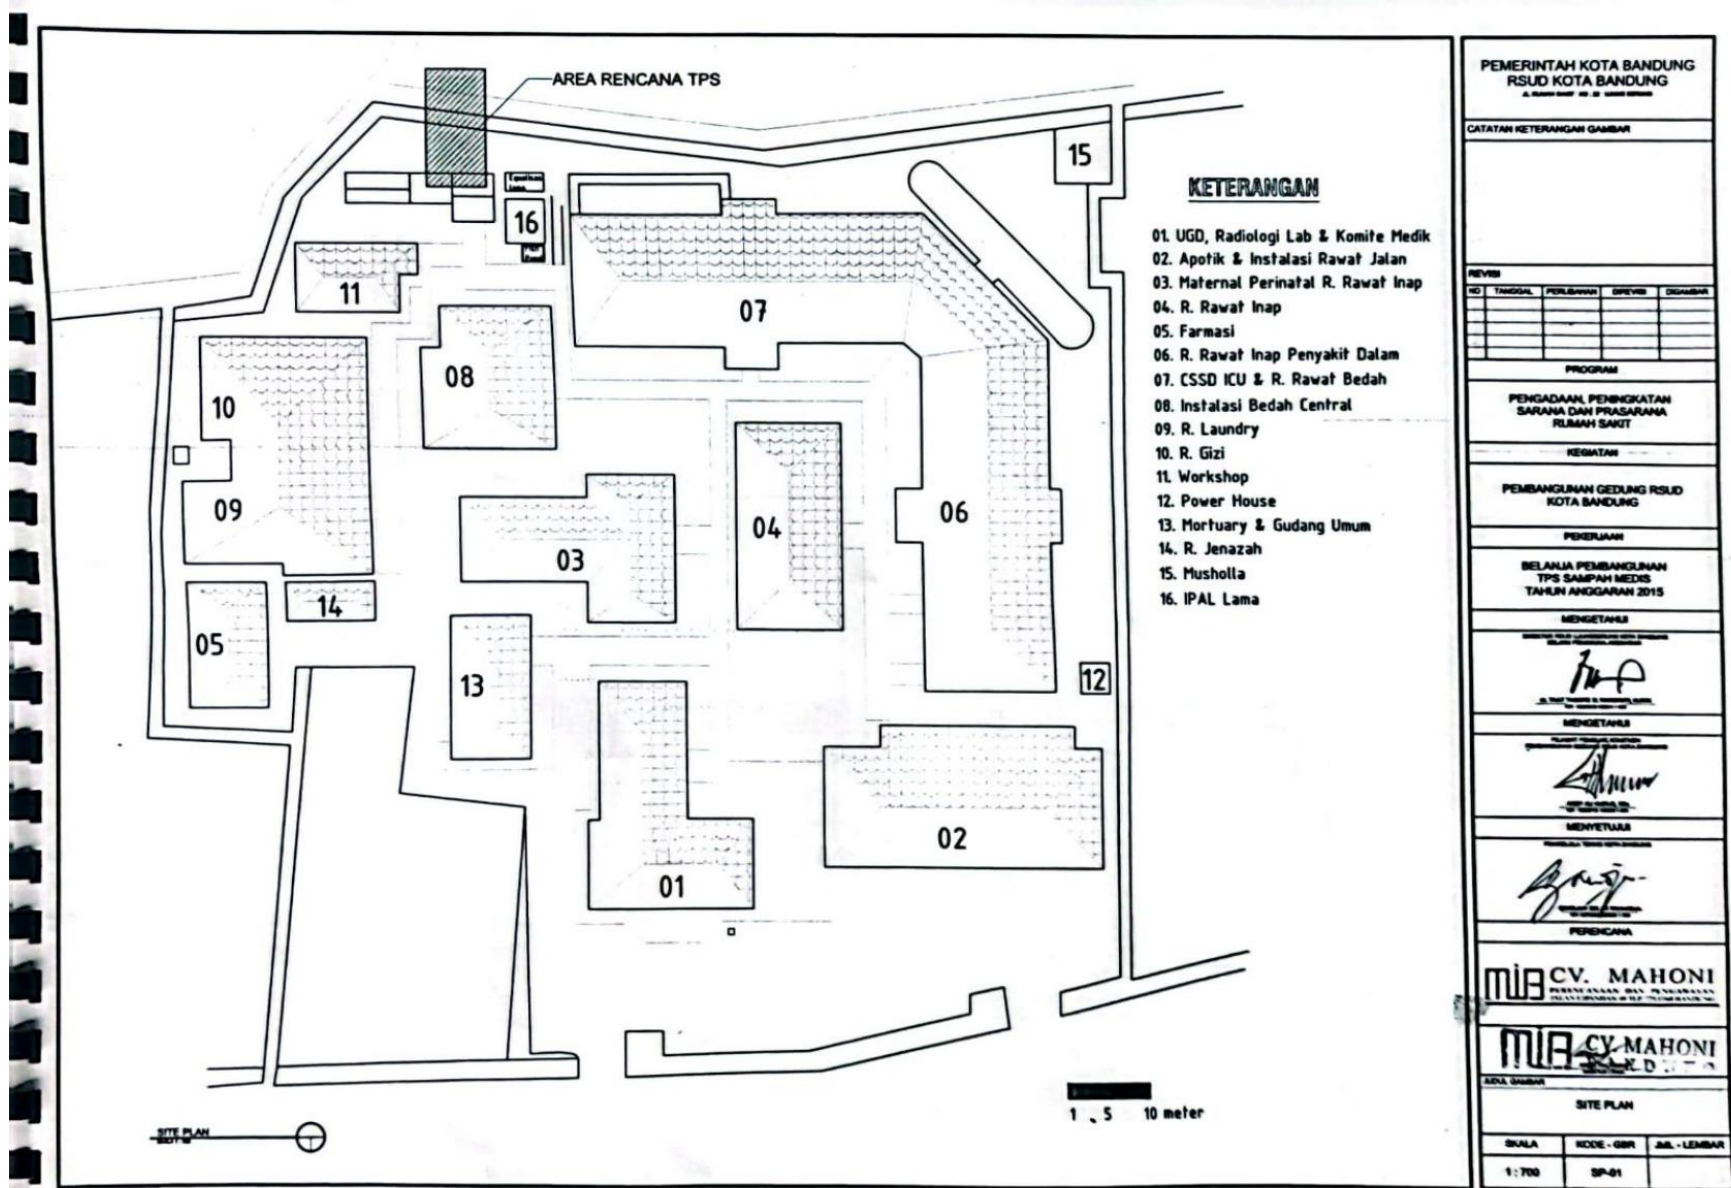 AREA RENCANA TPS
15
16
11
07
08
10
09
04
06
03
14
05
13
12
02
01
KETERANGAN
01. UGD, Radiologi Lab & Komite Medik
02. Apotik & Instalasi Rawat Jalan
03. Maternal Perinatal R. Rawat Inap
04. R. Rawat Inap
05. Farmasi
06. R. Rawat Inap Penyakit Dalam
07. CSSD ICU & R. Rawat Bedah
08. Instalasi Bedah Central
09. R. Laundry
10. R. Gizi
11. Workshop
12. Power House
13. Mortuary & Gudang Umum
14. R. Jenazah
15. Musholla
16. IPAL Lama
1 5 10 meter
SITE PLAN
PEMERINTAH KOTA BANDUNG
RSUD KOTA BANDUNG
CATATAN KETERANGAN GAMBAR
REVISI
NO TANGGAL PERUBAHAN DIREVISI DIGAMBAR
PROGRAM
PENGADAAN, PENINGKATAN
SARANA DAN PRASARANA
RUMAH SAKIT
KEGIATAN
PEMBANGUNAN GEDUNG RSUD
KOTA BANDUNG
PEKERJAAN
BELANJA PEMBANGUNAN
TPS SAMPAH MEDIS
TAHUN ANGGARAN 2015
MENGETAHUI
MENGETAHUI
MENYETUJUI
PERENCANA
CV. MAHONI
CV. MAHONI
JUDUL GAMBAR
SITE PLAN
SKALA KODE - GBR JML - LEMBAR
1 : 700 SP-01